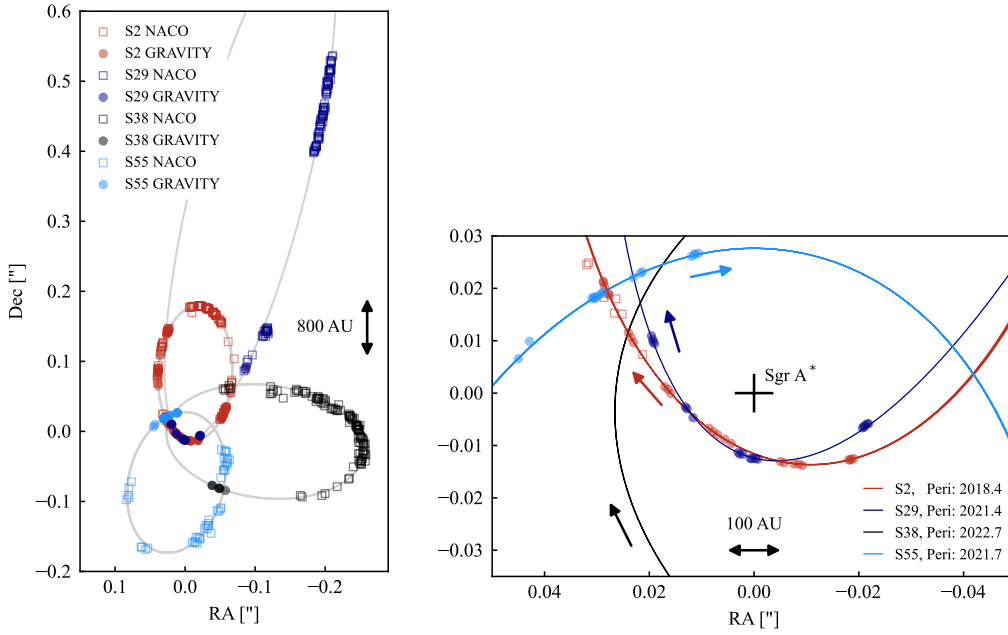 S2 NACO
S2 GRAVITY
S29 NACO
S29 GRAVITY
S38 NACO
S38 GRAVITY
S55 NACO
S55 GRAVITY
800 AU
0.6
0.5
0.4
0.3
0.2
0.1
0.0
−0.1
−0.2
Dec ["]
0.1
0.0
−0.1
−0.2
RA ["]
0.03
0.02
0.01
0.00
−0.01
−0.02
−0.03
Sgr A*
100 AU
S2, Peri: 2018.4
S29, Peri: 2021.4
S38, Peri: 2022.7
S55, Peri: 2021.7
0.04
0.02
0.00
−0.02
−0.04
RA ["]